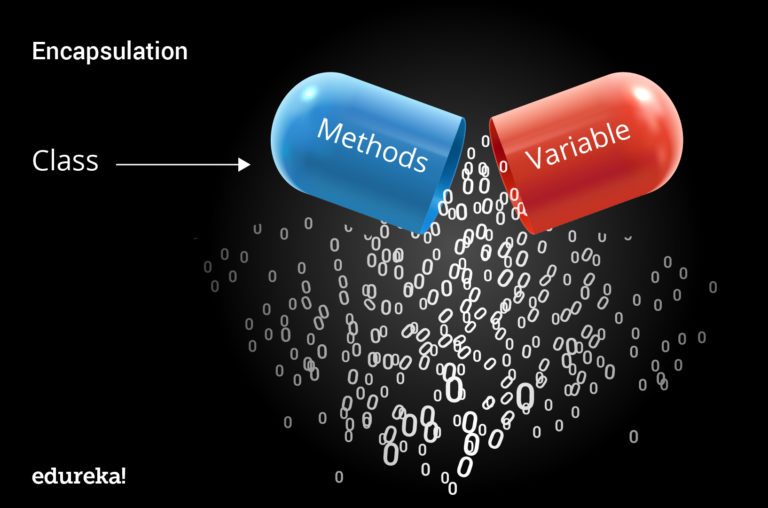 Encapsulation
Class
Methods
Variable
edureka!